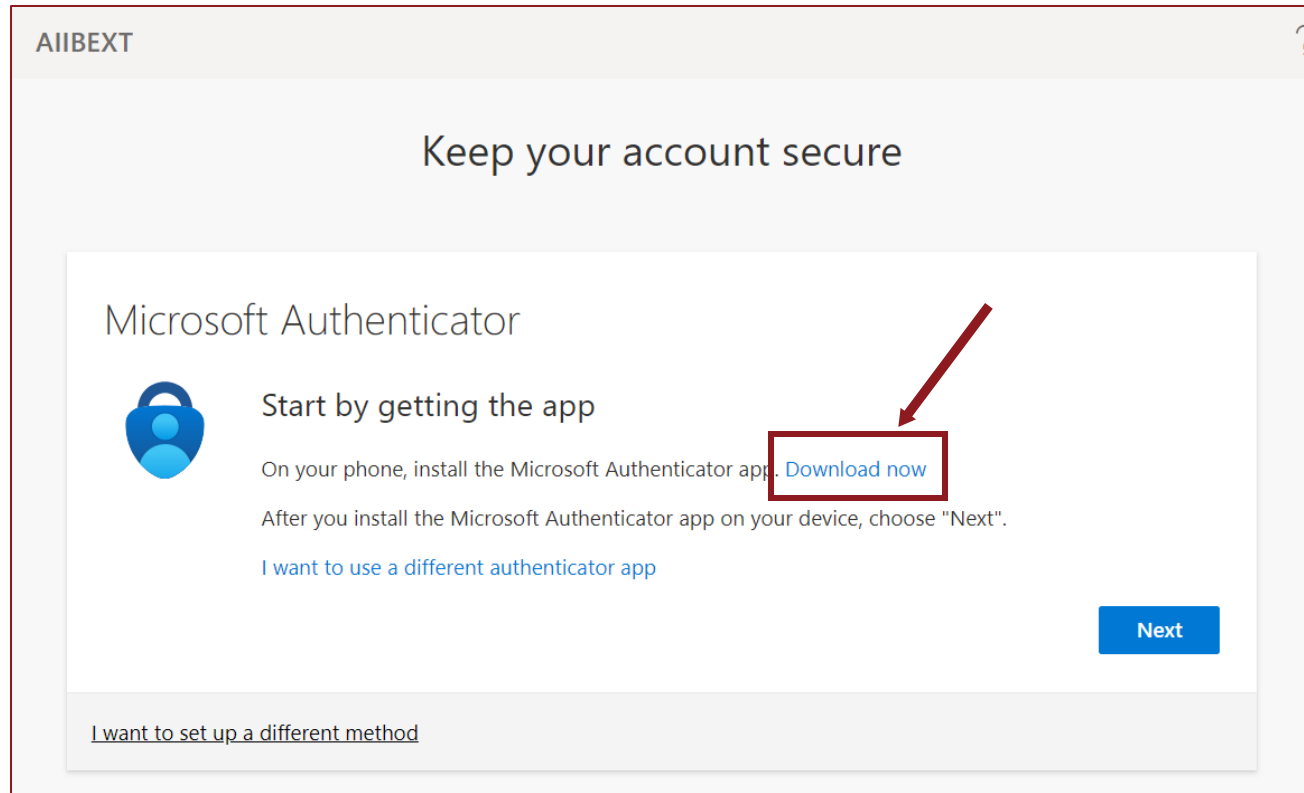 AIIBEXT
Keep your account secure
Microsoft Authenticator
Start by getting the app
On your phone, install the Microsoft Authenticator app. Download now
After you install the Microsoft Authenticator app on your device, choose "Next".
I want to use a different authenticator app
Next
I want to set up a different method